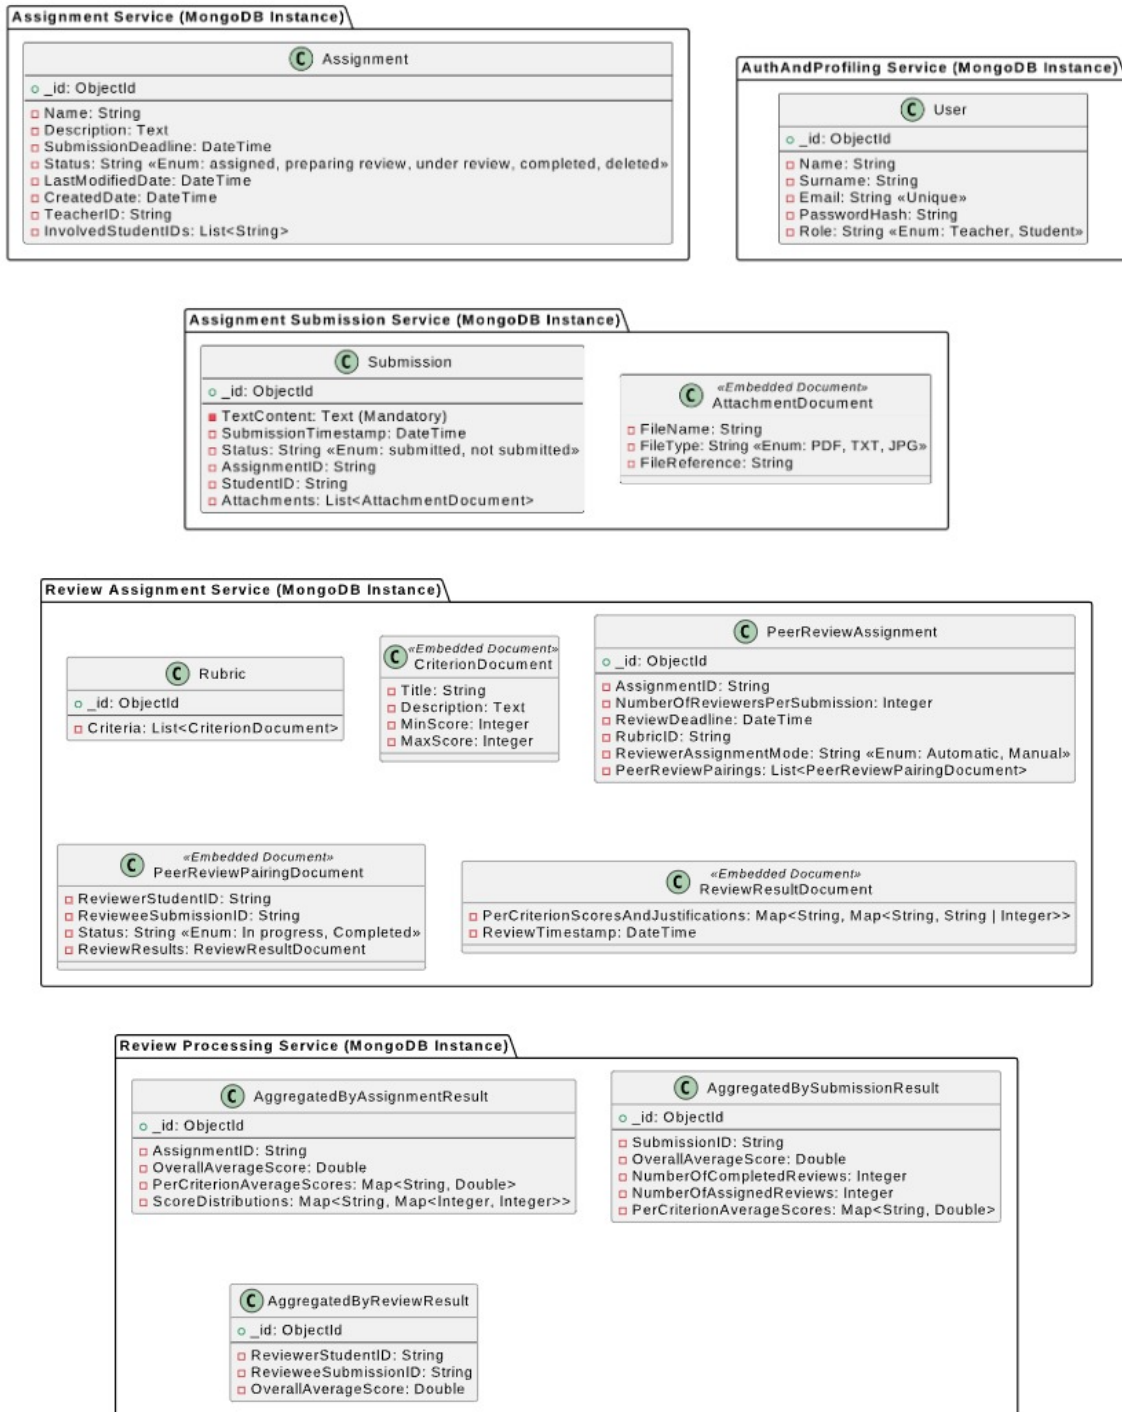 Assignment Service (MongoDB Instance)
C Assignment
_id: ObjectId
Name: String
Description: Text
SubmissionDeadline: DateTime
Status: String «Enum: assigned, preparing review, under review, completed, deleted»
LastModifiedDate: DateTime
CreatedDate: DateTime
TeacherID: String
InvolvedStudentIDs: List<String>
AuthAndProfiling Service (MongoDB Instance)
C User
_id: ObjectId
Name: String
Surname: String
Email: String «Unique»
PasswordHash: String
Role: String «Enum: Teacher, Student»
Assignment Submission Service (MongoDB Instance)
C Submission
_id: ObjectId
TextContent: Text (Mandatory)
SubmissionTimestamp: DateTime
Status: String «Enum: submitted, not submitted»
AssignmentID: String
StudentID: String
Attachments: List<AttachmentDocument>
«Embedded Document»
C AttachmentDocument
FileName: String
FileType: String «Enum: PDF, TXT, JPG»
FileReference: String
Review Assignment Service (MongoDB Instance)
C Rubric
_id: ObjectId
Criteria: List<CriterionDocument>
«Embedded Document»
C CriterionDocument
Title: String
Description: Text
MinScore: Integer
MaxScore: Integer
C PeerReviewAssignment
_id: ObjectId
AssignmentID: String
NumberOfReviewersPerSubmission: Integer
ReviewDeadline: DateTime
RubricID: String
ReviewerAssignmentMode: String «Enum: Automatic, Manual»
PeerReviewPairings: List<PeerReviewPairingDocument>
«Embedded Document»
C PeerReviewPairingDocument
ReviewerStudentID: String
RevieweeSubmissionID: String
Status: String «Enum: In progress, Completed»
ReviewResults: ReviewResultDocument
«Embedded Document»
C ReviewResultDocument
PerCriterionScoresAndJustifications: Map<String, Map<String, String | Integer>>
ReviewTimestamp: DateTime
Review Processing Service (MongoDB Instance)
C AggregatedByAssignmentResult
_id: ObjectId
AssignmentID: String
OverallAverageScore: Double
PerCriterionAverageScores: Map<String, Double>
ScoreDistributions: Map<String, Map<Integer, Integer>>
C AggregatedBySubmissionResult
_id: ObjectId
SubmissionID: String
OverallAverageScore: Double
NumberOfCompletedReviews: Integer
NumberOfAssignedReviews: Integer
PerCriterionAverageScores: Map<String, Double>
C AggregatedByReviewResult
_id: ObjectId
ReviewerStudentID: String
RevieweeSubmissionID: String
OverallAverageScore: Double